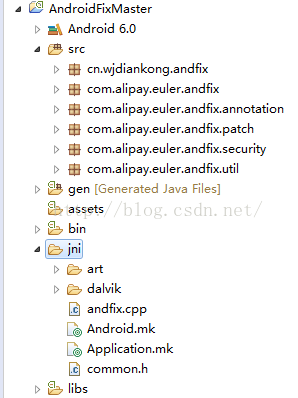 AndroidFixMaster
Android 6.0
src
cn.wjdiankong.andfix
com.alipay.euler.andfix
com.alipay.euler.andfix.annotation
com.alipay.euler.andfix.patch
com.alipay.euler.andfix.security
com.alipay.euler.andfix.util
gen [Generated Java Files]
assets
http://blog.csdn.net/
bin
jni
art
dalvik
andfix.cpp
Android.mk
Application.mk
common.h
libs